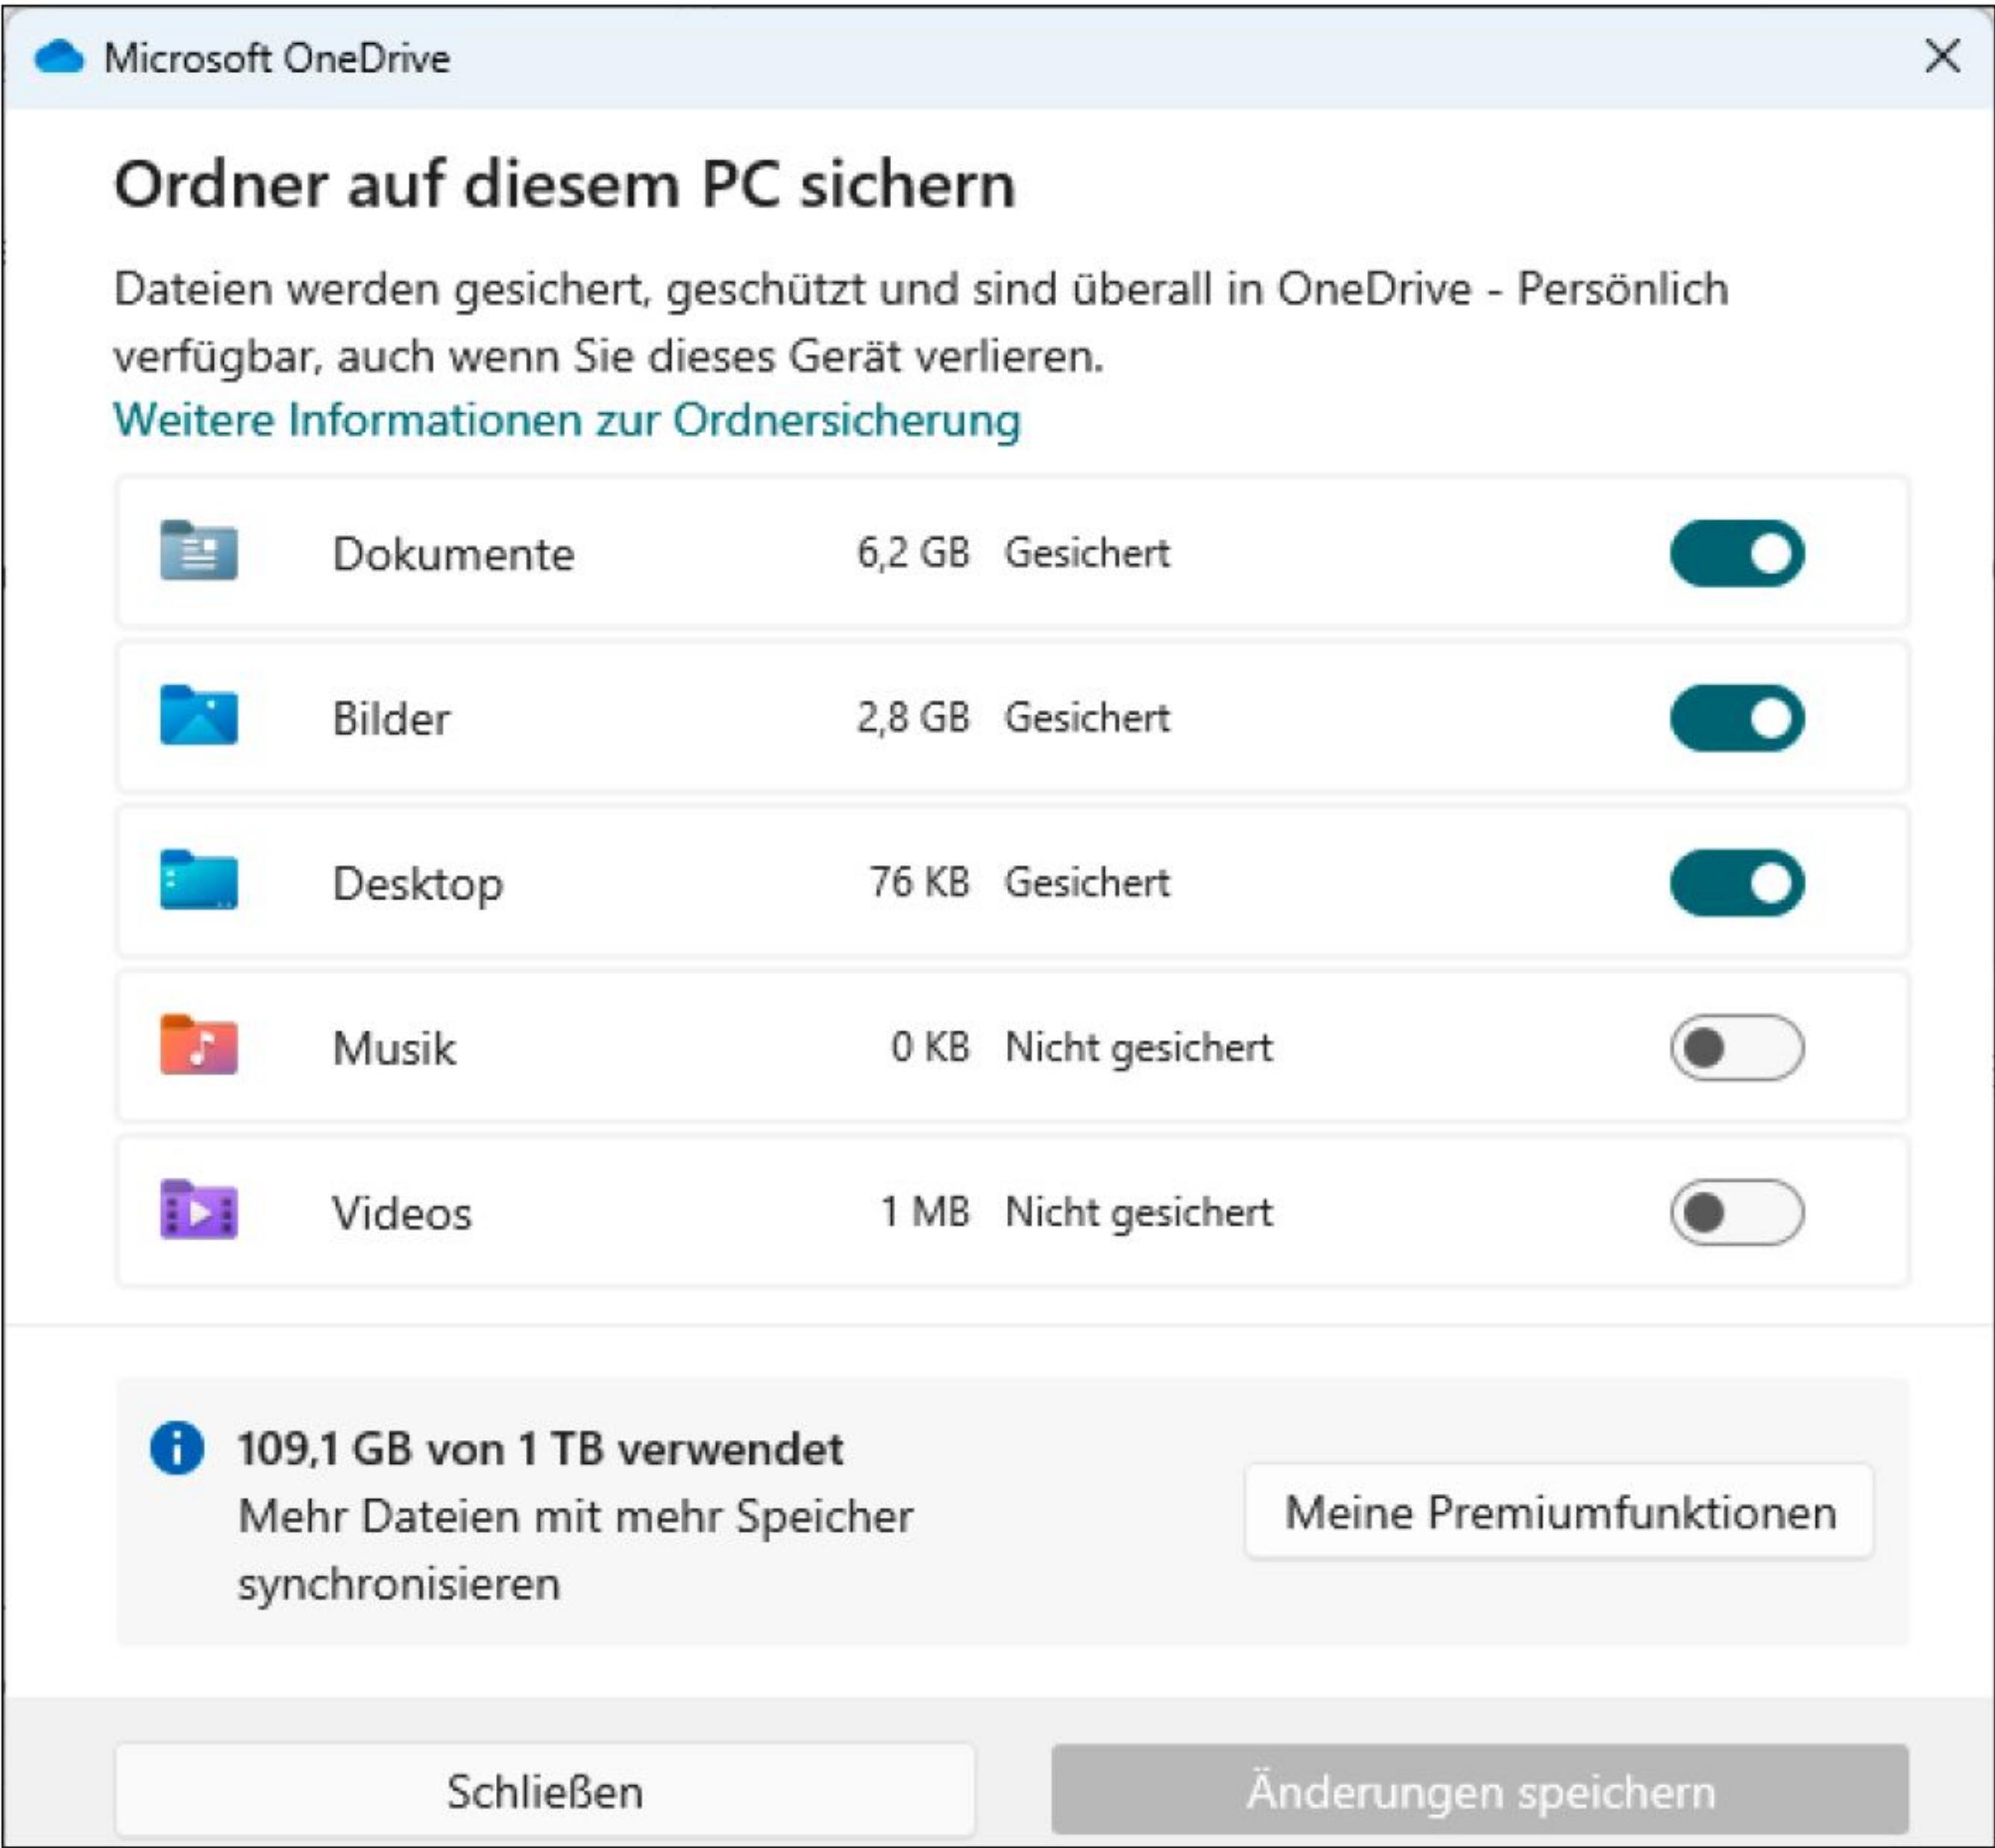 Microsoft OneDrive
Ordner auf diesem PC sichern
Dateien werden gesichert, geschützt und sind überall in OneDrive - Persönlich
verfügbar, auch wenn Sie dieses Gerät verlieren.
Weitere Informationen zur Ordnersicherung
Dokumente 6,2 GB Gesichert
Bilder 2,8 GB Gesichert
Desktop 76 KB Gesichert
Musik 0 KB Nicht gesichert
Videos 1 MB Nicht gesichert
109,1 GB von 1 TB verwendet
Mehr Dateien mit mehr Speicher
synchronisieren
Meine Premiumfunktionen
Schließen
Änderungen speichern